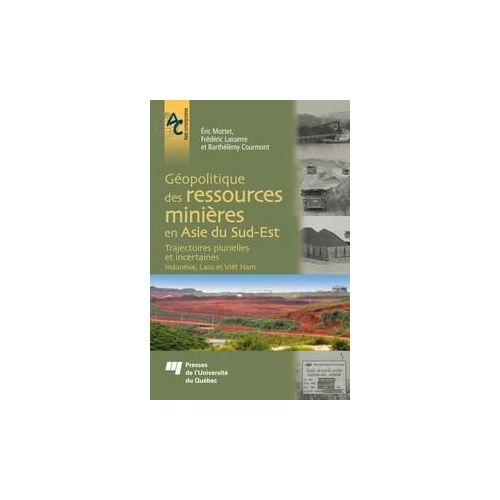 AC
Éric Mottet,
Frédéric Lasserre
et Barthélémy Courmont
Géopolitique
des ressources
minières
en Asie du Sud-Est
Trajectoires plurielles
et incertaines
Indonésie, Laos et Viêt Nam
Presses
de l'Université
du Québec